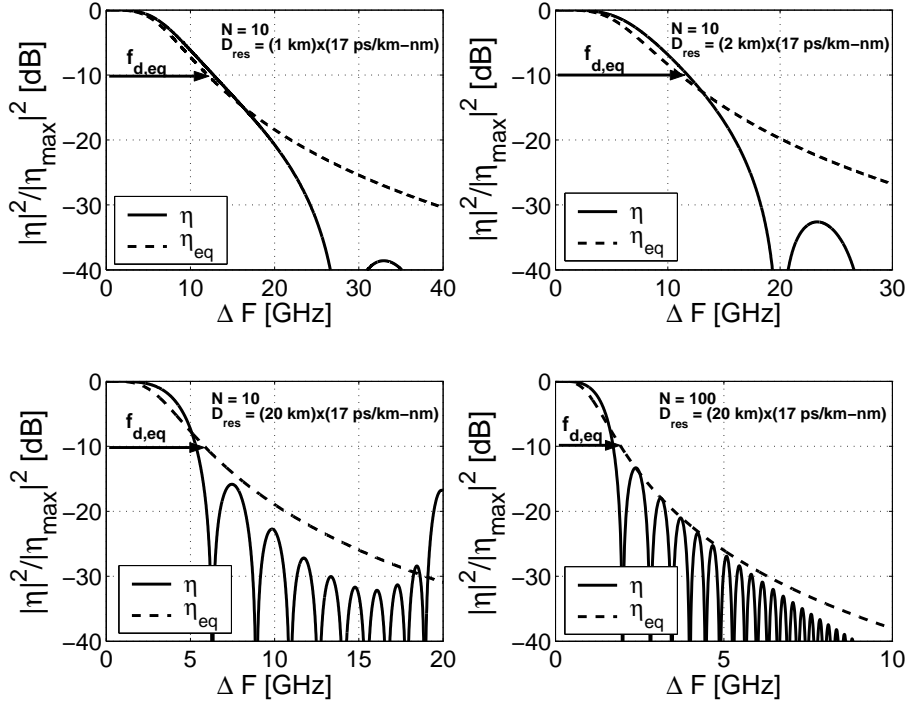 N = 10
D_res = (1 km)x(17 ps/km−nm)
f_d,eq
|η|²/|η_max|² [dB]
0
−10
−20
−30
−40
η
η_eq
0 10 20 30 40
Δ F [GHz]
N = 10
D_res = (2 km)x(17 ps/km−nm)
f_d,eq
|η|²/|η_max|² [dB]
0
−10
−20
−30
−40
η
η_eq
0 10 20 30
Δ F [GHz]
N = 10
D_res = (20 km)x(17 ps/km−nm)
f_d,eq
|η|²/|η_max|² [dB]
0
−10
−20
−30
−40
η
η_eq
0 5 10 15 20
Δ F [GHz]
N = 100
D_res = (20 km)x(17 ps/km−nm)
f_d,eq
|η|²/|η_max|² [dB]
0
−10
−20
−30
−40
η
η_eq
0 5 10
Δ F [GHz]